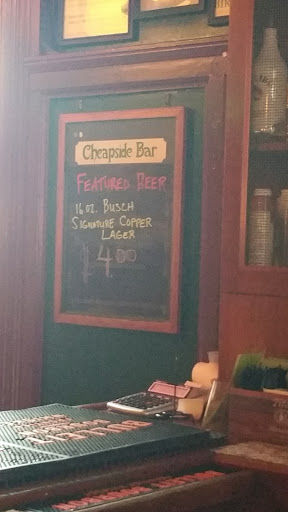 Cheapside Bar
FEATURED BEER
16 OZ. BUSCH
SIGNATURE COPPER
LAGER
$4.00